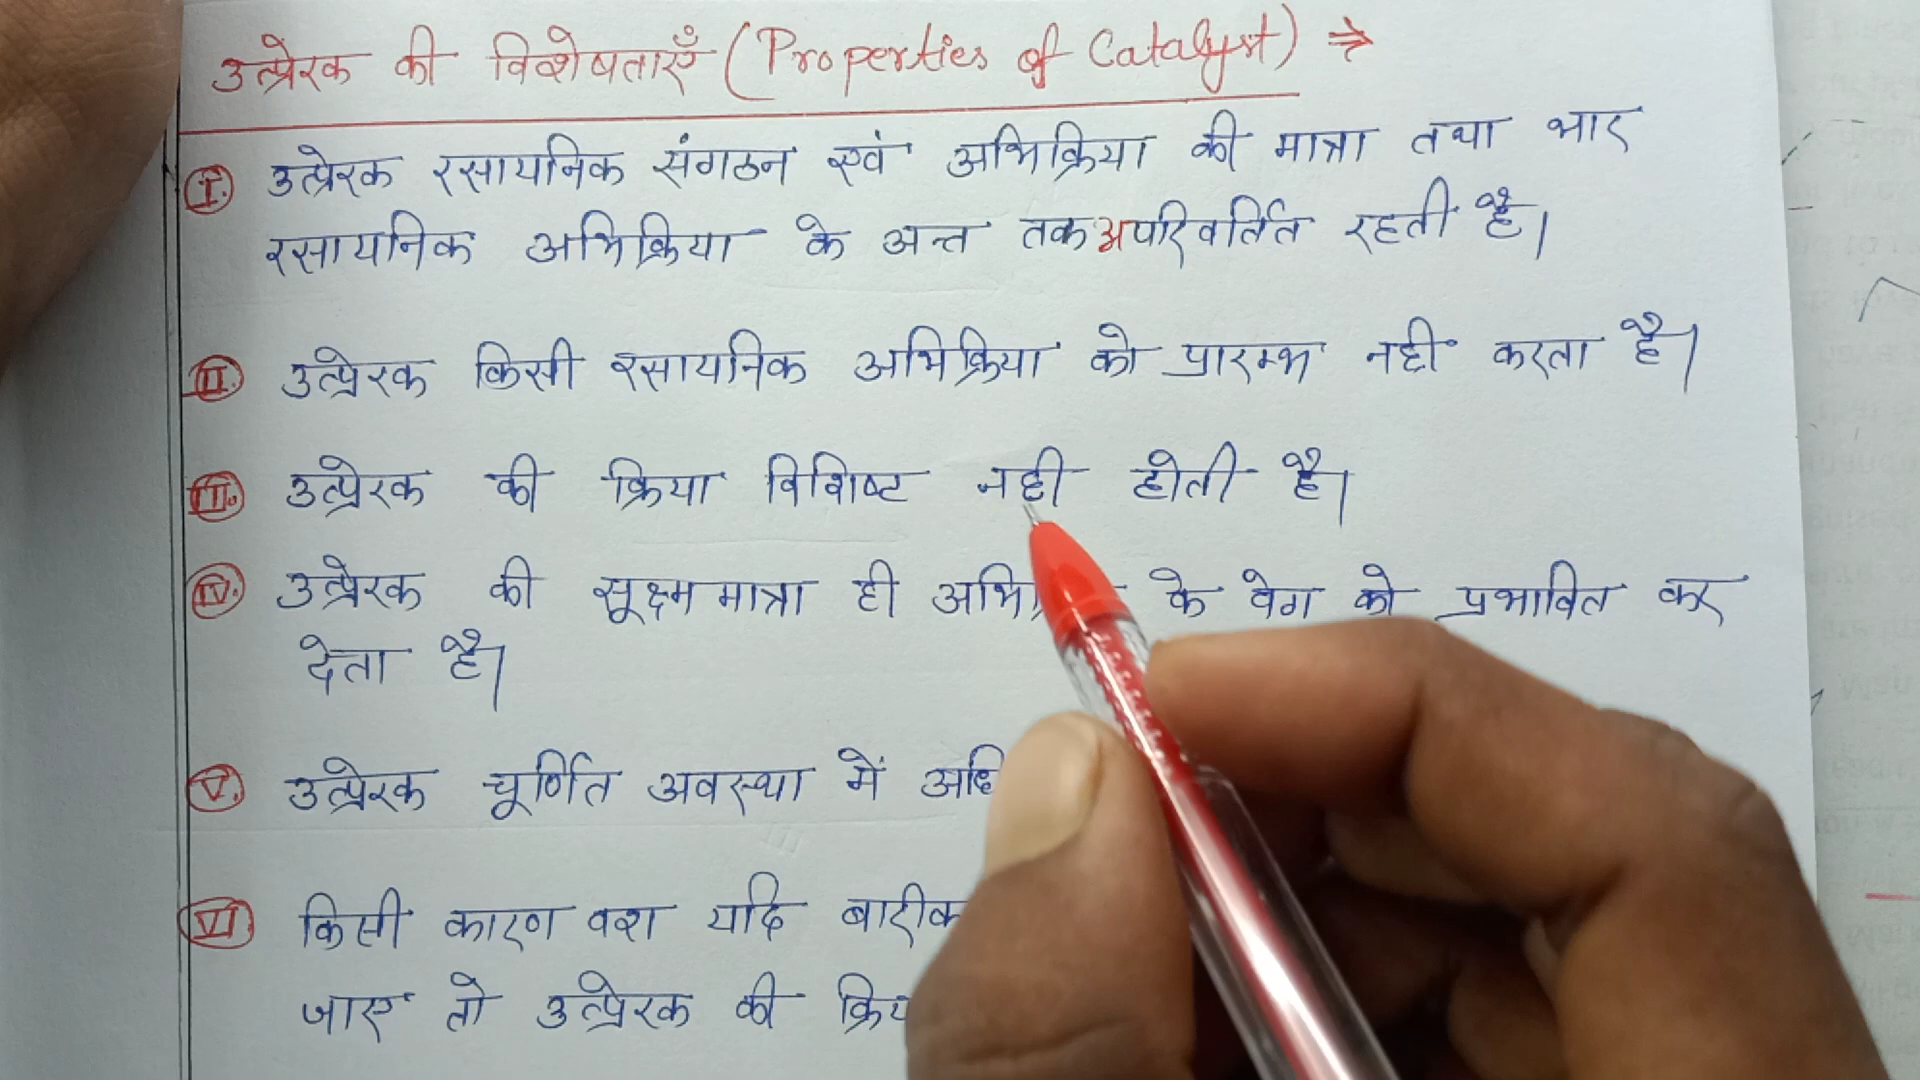 उत्प्रेरक की विशेषताएँ (Properties of Catalyst) ⇒
I. उत्प्रेरक रसायनिक संगठन एवं अभिक्रिया की मात्रा तथा भार
रसायनिक अभिक्रिया के अन्त तक अपरिवर्तित रहती है।
II. उत्प्रेरक किसी रसायनिक अभिक्रिया को प्रारम्भ नही करता है।
III. उत्प्रेरक की क्रिया विशिष्ट नही होती है।
IV. उत्प्रेरक की सूक्ष्म मात्रा ही के वेग को प्रभावित कर
देता है।
V. उत्प्रेरक चूर्णित अवस्था में
VI. किसी कारण वश यदि बारीक
जाए तो उत्प्रेरक की